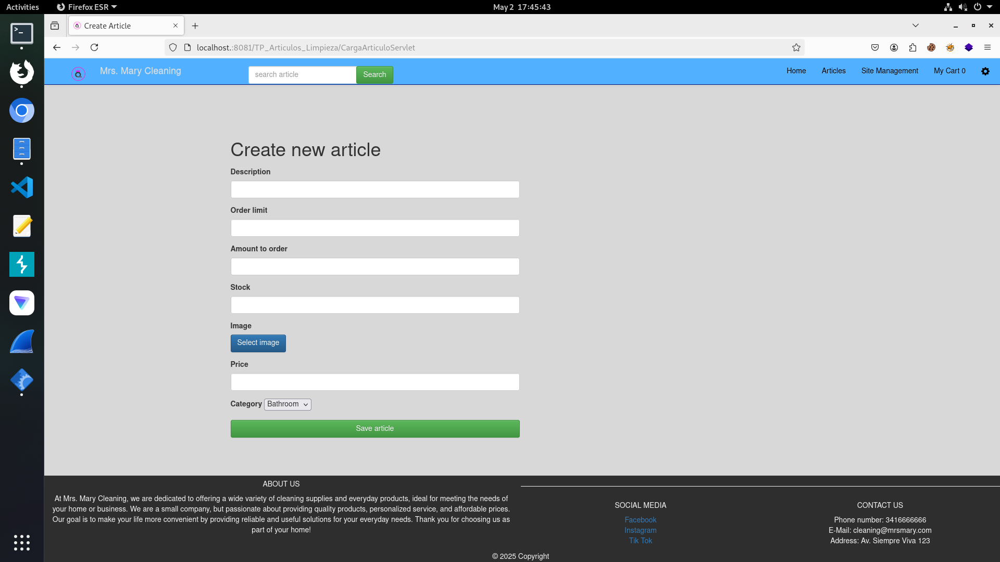 Activities
Firefox ESR
May 2 17:45:43
Create Article
localhost.:8081/TP_Articulos_Limpieza/CargaArticuloServlet
Mrs. Mary Cleaning
search article
Search
Home
Articles
Site Management
My Cart 0
Create new article
Description
Order limit
Amount to order
Stock
Image
Select image
Price
Category Bathroom
Save article
ABOUT US
At Mrs. Mary Cleaning, we are dedicated to offering a wide variety of cleaning supplies and everyday products, ideal for meeting the needs of
your home or business. We are a small company, but passionate about providing quality products, personalized service, and affordable prices.
Our goal is to make your life more convenient by providing reliable and useful solutions for your everyday needs. Thank you for choosing us as
part of your home!
SOCIAL MEDIA
Facebook
Instagram
Tik Tok
CONTACT US
Phone number: 3416666666
E-Mail: cleaning@mrsmary.com
Address: Av. Siempre Viva 123
© 2025 Copyright